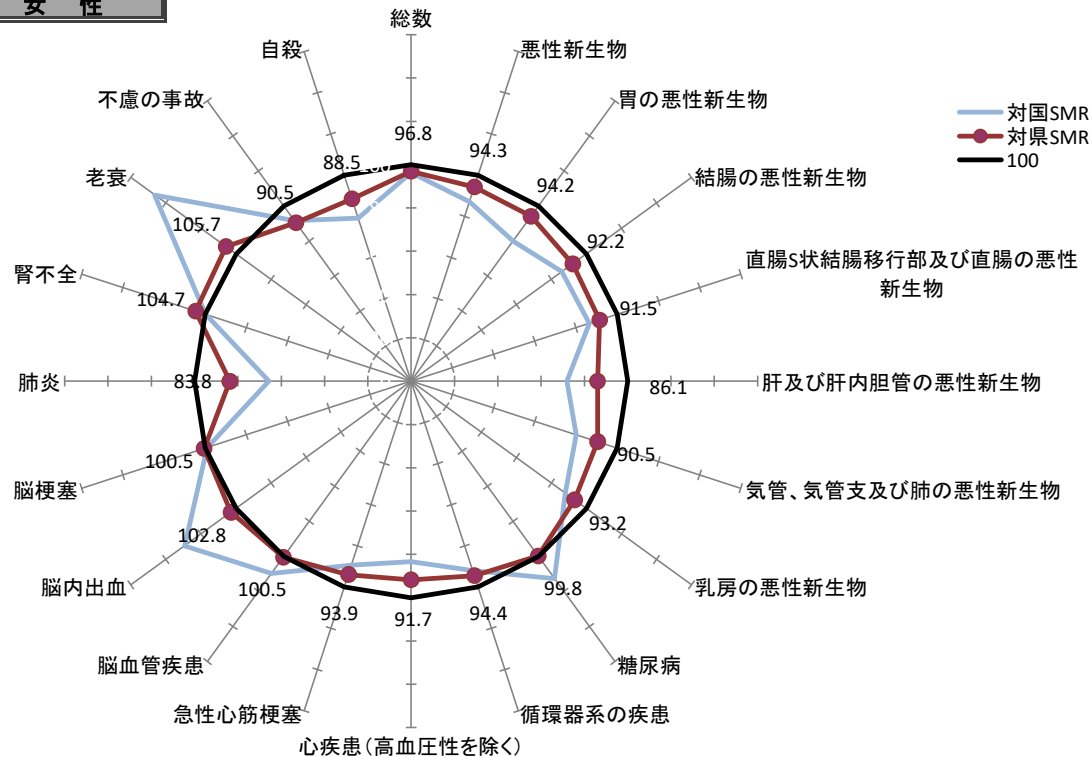 女 性
総数
自殺
悪性新生物
不慮の事故
胃の悪性新生物
対国SMR
対県SMR
100
96.8
94.3
88.5
100
老衰
90.5
94.2
結腸の悪性新生物
105.7
92.2
直腸S状結腸移行部及び直腸の悪性
新生物
腎不全
104.7
91.5
肺炎
83.8
86.1
肝及び肝内胆管の悪性新生物
100.5
90.5
脳梗塞
気管、気管支及び肺の悪性新生物
102.8
93.2
脳内出血
乳房の悪性新生物
100.5
99.8
93.9
91.7
94.4
脳血管疾患
糖尿病
急性心筋梗塞
循環器系の疾患
心疾患（高血圧性を除く）